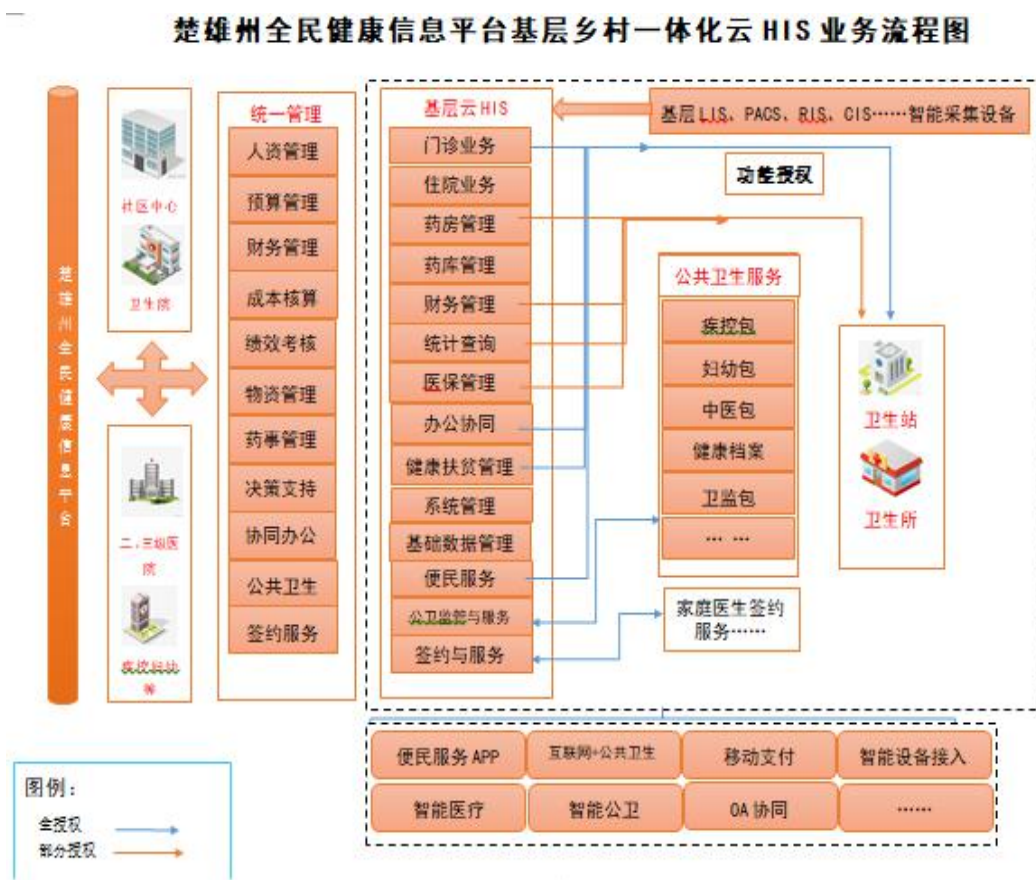 楚雄州全民健康信息平台基层乡村一体化云 HIS 业务流程图
楚雄州全民健康信息平台
社区中心
卫生院
二,三级医
院
疾控妇幼
等
统一管理
人资管理
预算管理
财务管理
成本核算
绩效考核
物资管理
药事管理
决策支持
协同办公
公共卫生
签约服务
基层云HIS
门诊业务
住院业务
药房管理
药库管理
财务管理
统计查询
医保管理
办公协同
健康扶贫管理
系统管理
基础数据管理
便民服务
公卫监管与服务
签约与服务
基层 LIS、PACS、RIS、CIS……智能采集设备
功能授权
公共卫生服务
疾控包
妇幼包
中医包
健康档案
卫监包
… …
家庭医生签约
服务……
卫生站
卫生所
便民服务 APP
互联网+公共卫生
移动支付
智能设备接入
智能医疗
智能公卫
OA 协同
……
图例：
全授权
部分授权